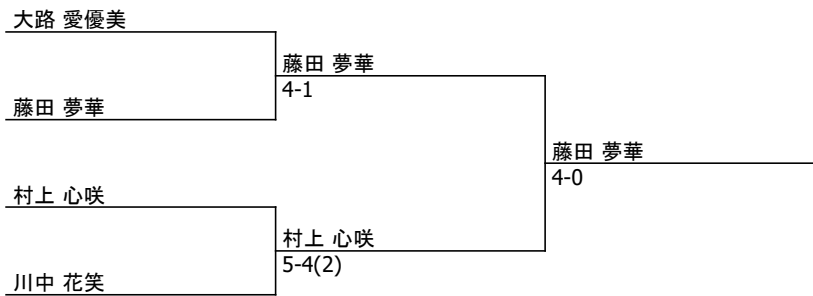 大路 愛優美
藤田 夢華
4-1
藤田 夢華
藤田 夢華
4-0
村上 心咲
村上 心咲
5-4(2)
川中 花笑